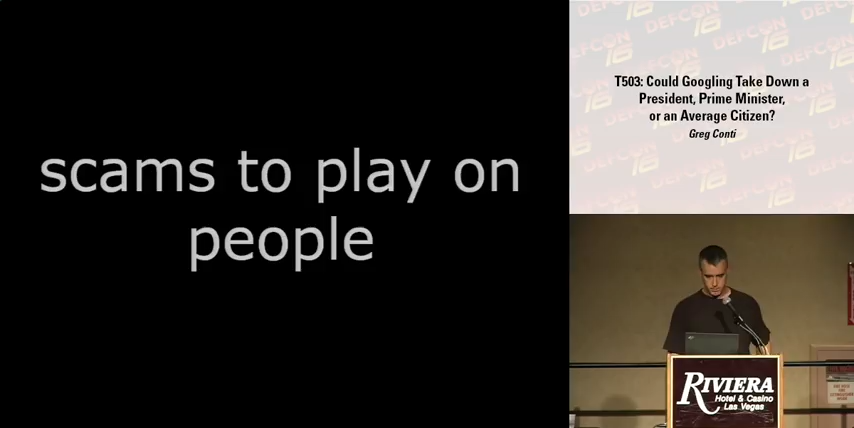 scams to play on
people
T503: Could Googling Take Down a
President, Prime Minister,
or an Average Citizen?
Greg Conti
DEFCON
16
RIVIERA
Hotel & Casino
Las Vegas